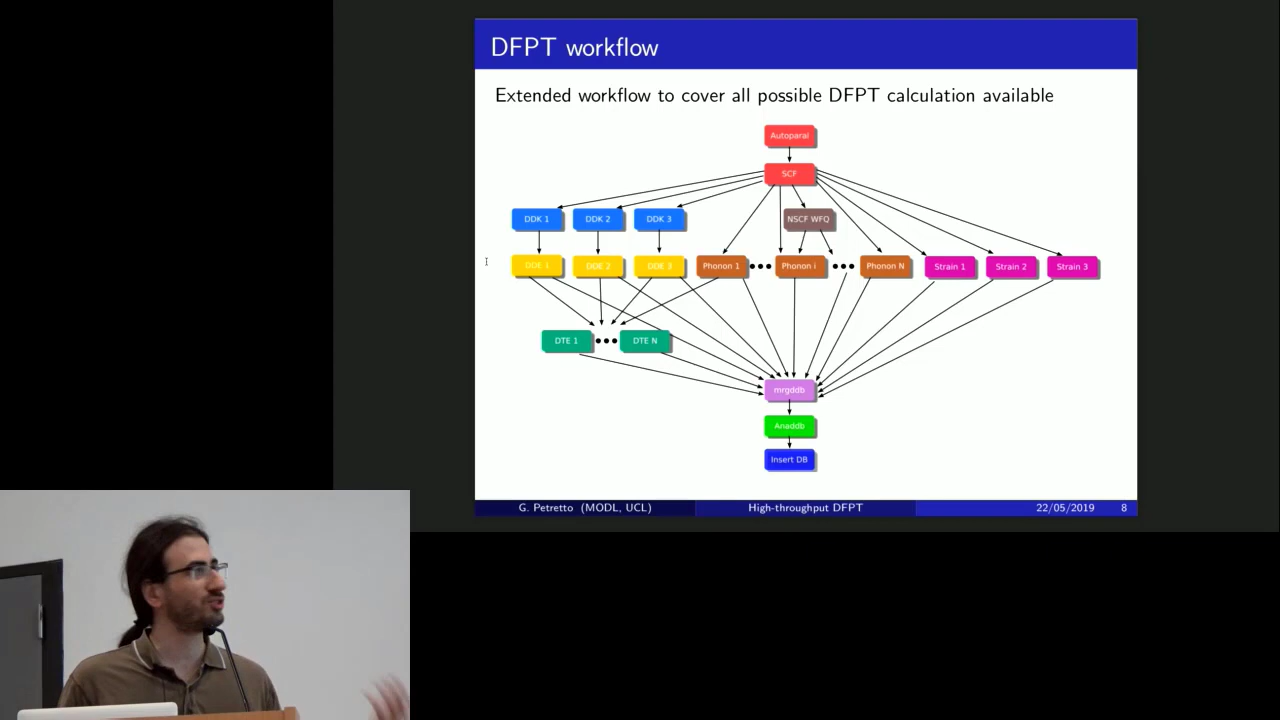 DFPT workflow
Extended workflow to cover all possible DFPT calculation available
Autoparal
SCF
DDK 1 DDK 2 DDK 3 NSCF WFQ
DDE 1 DDE 2 DDE 3 Phonon 1 Phonon i Phonon N Strain 1 Strain 2 Strain 3
DTE 1 DTE N
mrgddb
Anaddb
Insert DB
G. Petretto (MODL, UCL) High-throughput DFPT 22/05/2019 8